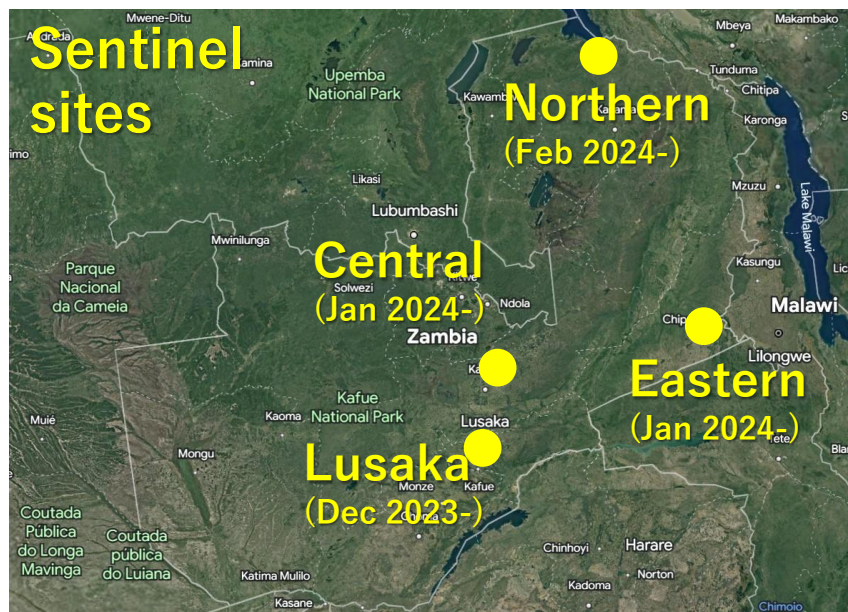 Sentinel
sites
Mwene-Ditu
Mbeya
Makambako
Upemba
National Park
Tunduma
Chitipa
Northern
(Feb 2024-)
Karonga
Likasi
Mzuzu
Lake Malawi
Lubumbashi
Mwinilunga
Central
(Jan 2024-)
Solwezi
Ndola
Kasungu
Parque
Nacional
da Cameia
Zambia
Malawi
Lilongwe
Eastern
(Jan 2024-)
Kafue
National Park
Kaoma
Lusaka
Muié
Mongu
Lusaka
(Dec 2023-)
Monze
Kafue
Coutada
Pública
do Longa
Mavinga
Coutada
pública
do Luiana
Chinhoyi
Harare
Katima Mulilo
Norton
Kadoma
Kasane
Chimoio